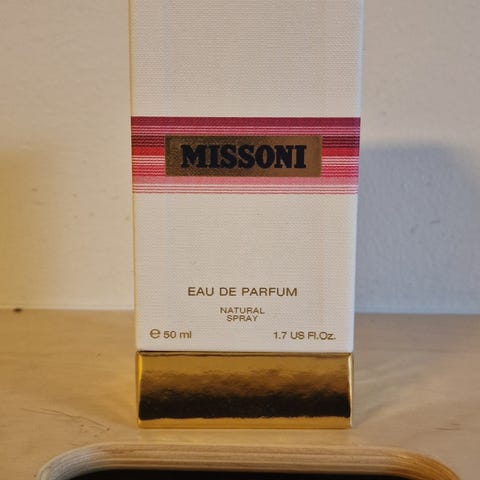 MISSONI
EAU DE PARFUM
NATURAL
SPRAY
℮ 50 ml 1.7 US Fl.Oz.